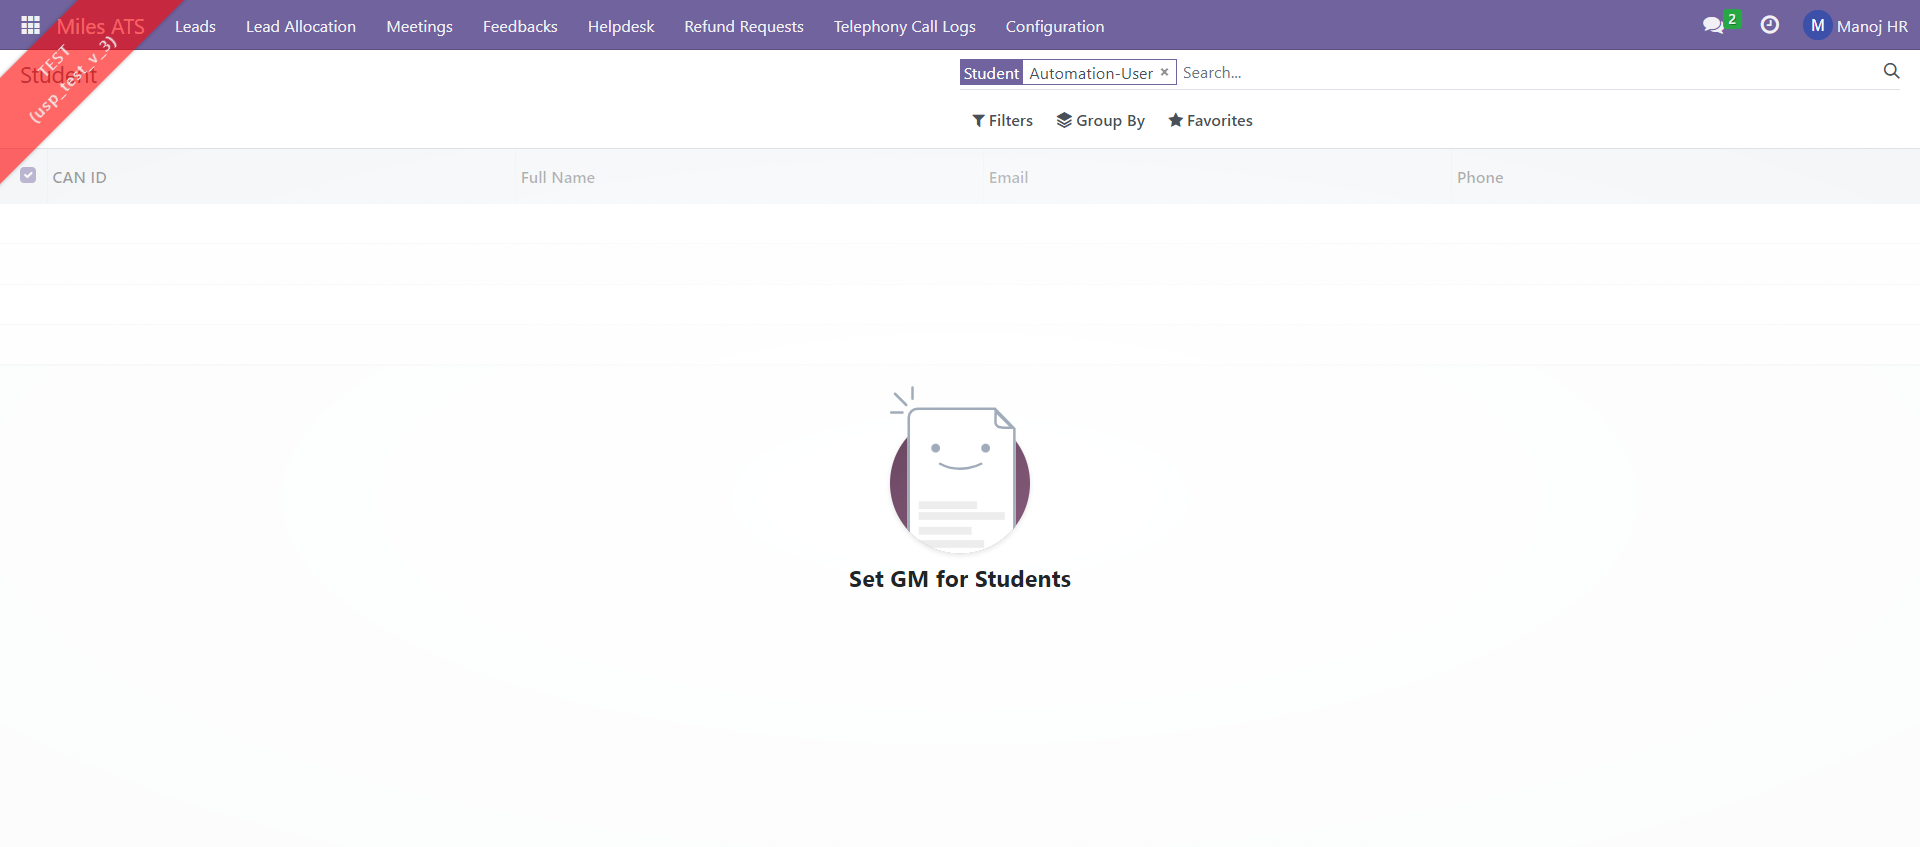 Miles ATS Leads Lead Allocation Meetings Feedbacks Helpdesk Refund Requests Telephony Call Logs Configuration 2 M Manoj HR
TEST
(usp_test_v_3)
Student
Student Automation-User × Search...
Filters Group By Favorites
CAN ID Full Name Email Phone
Set GM for Students